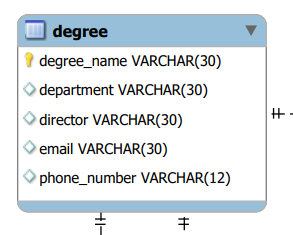 degree
degree_name VARCHAR(30)
department VARCHAR(30)
director VARCHAR(30)
email VARCHAR(30)
phone_number VARCHAR(12)